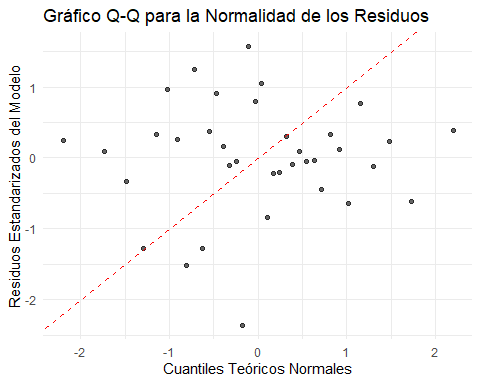 Gráfico Q-Q para la Normalidad de los Residuos
Residuos Estandarizados del Modelo
1
0
-1
-2
-2 -1 0 1 2
Cuantiles Teóricos Normales